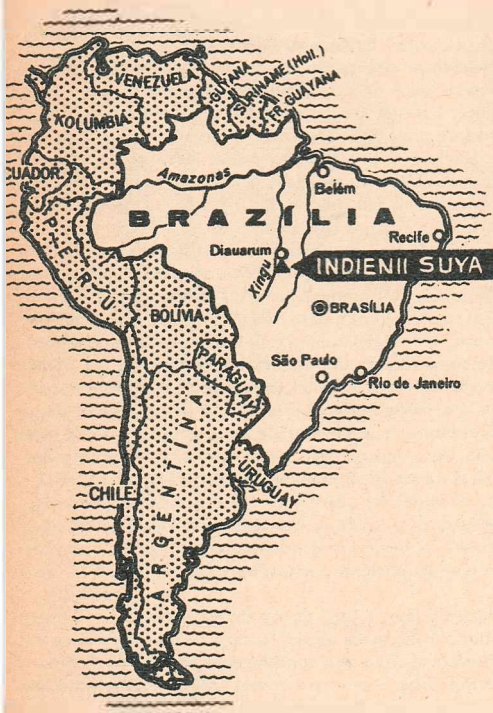 VENEZUELA
GUYANA
SURINAME (Holl.)
FR. GUAYANA
KOLUMBIA
CUADOR
Amazonas
Belém
BRAZÍLIA
PERU
Recife
Diauarum
Xingu
INDIENII SUYA
BOLÍVIA
BRASÍLIA
PARAGUAY
São Paulo
Rio de Janeiro
URUGUAY
CHILE
ARGENTINA